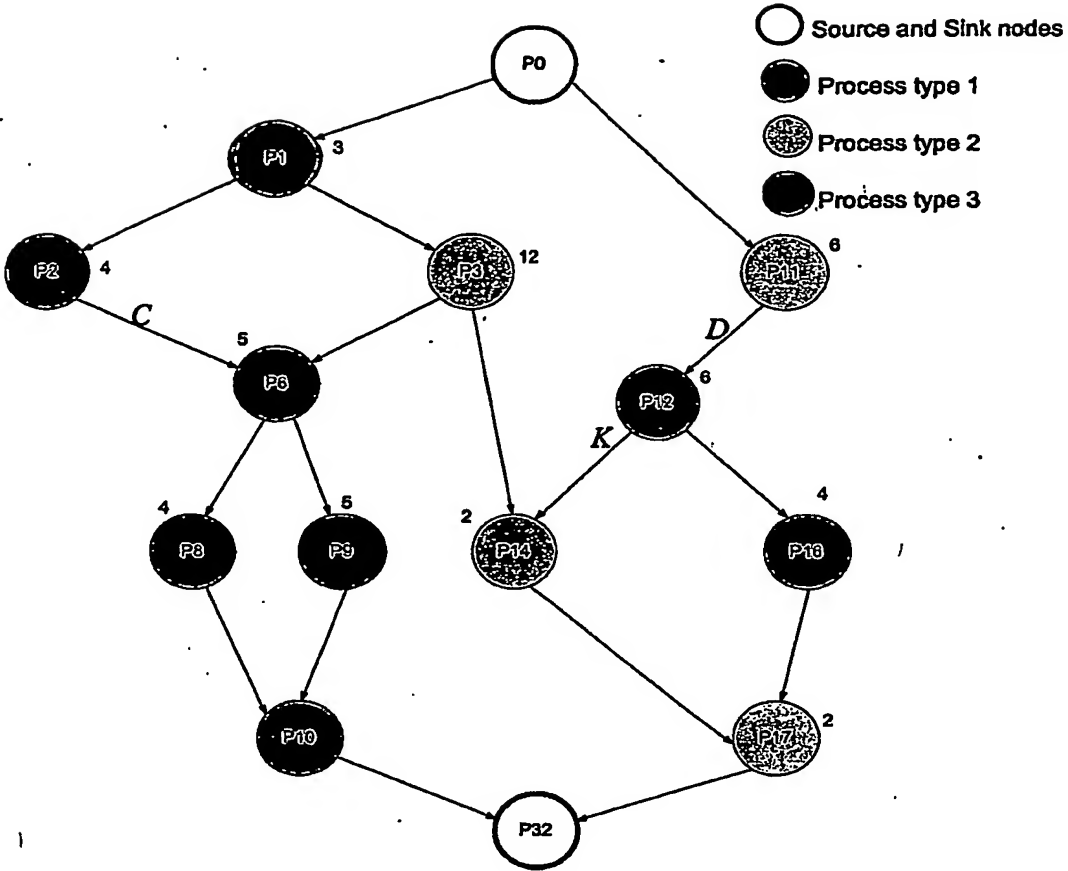 P0
Source and Sink nodes
Process type 1
Process type 2
Process type 3
P1
3
P2
4
P3
12
P11
6
C
D
5
P6
P12
6
K
4
P8
5
P9
2
P14
4
P16
P10
P17
2
P32